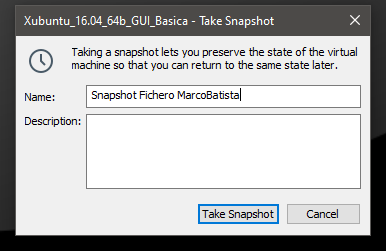 Xubuntu_16.04_64b_GUI_Basica - Take Snapshot
Taking a snapshot lets you preserve the state of the virtual
machine so that you can return to the same state later.
Name: Snapshot Fichero MarcoBatista
Description:
Take Snapshot Cancel